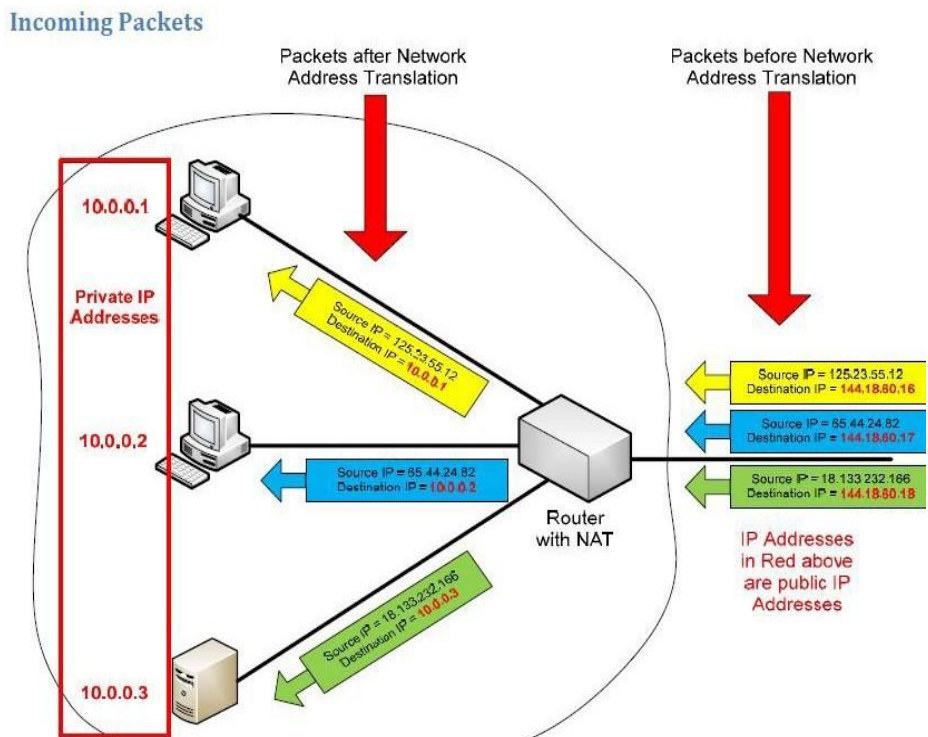 Incoming Packets
Packets after Network
Address Translation
Packets before Network
Address Translation
10.0.0.1
Private IP
Addresses
10.0.0.2
10.0.0.3
Source IP = 125.23.55.12
Destination IP = 10.0.0.1
Source IP = 65.44.24.82
Destination IP = 10.0.0.2
Source IP = 18.133.232.166
Destination IP = 10.0.0.3
Router
with NAT
Source IP = 125.23.55.12
Destination IP = 144.18.60.16
Source IP = 65.44.24.82
Destination IP = 144.18.60.17
Source IP = 18.133.232.166
Destination IP = 144.18.60.18
IP Addresses
in Red above
are public IP
Addresses